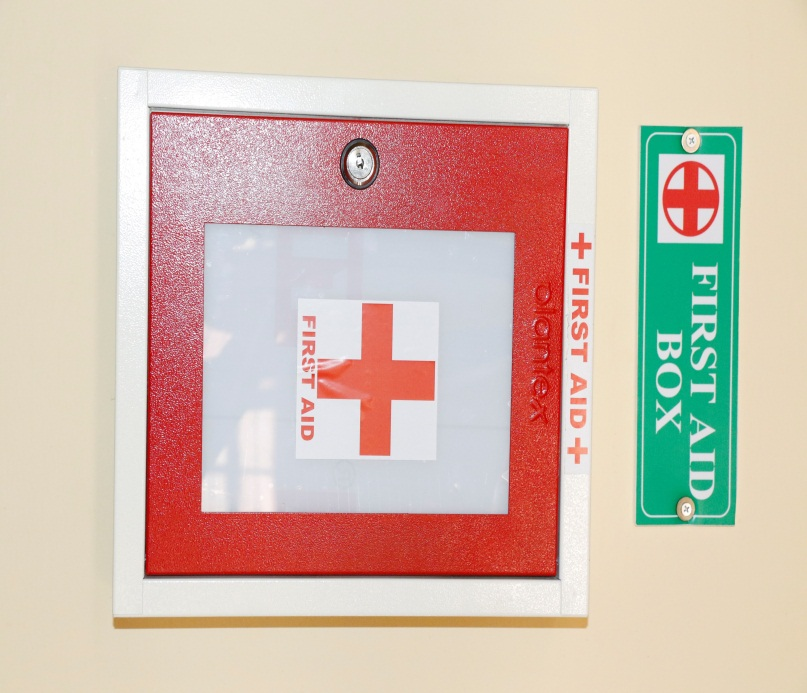 FIRST AID
BOX
+ FIRST AID +
alantex
FIRST AID